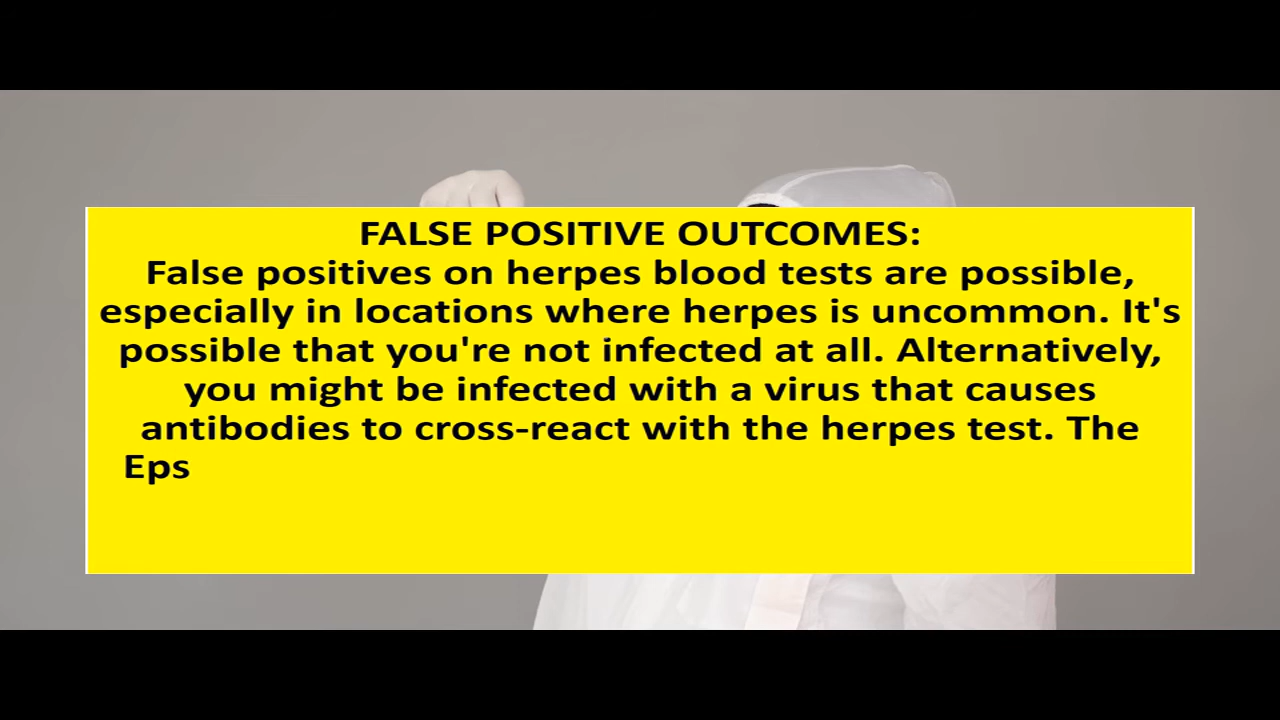 FALSE POSITIVE OUTCOMES:
False positives on herpes blood tests are possible,
especially in locations where herpes is uncommon. It's
possible that you're not infected at all. Alternatively,
you might be infected with a virus that causes
antibodies to cross-react with the herpes test. The
Eps